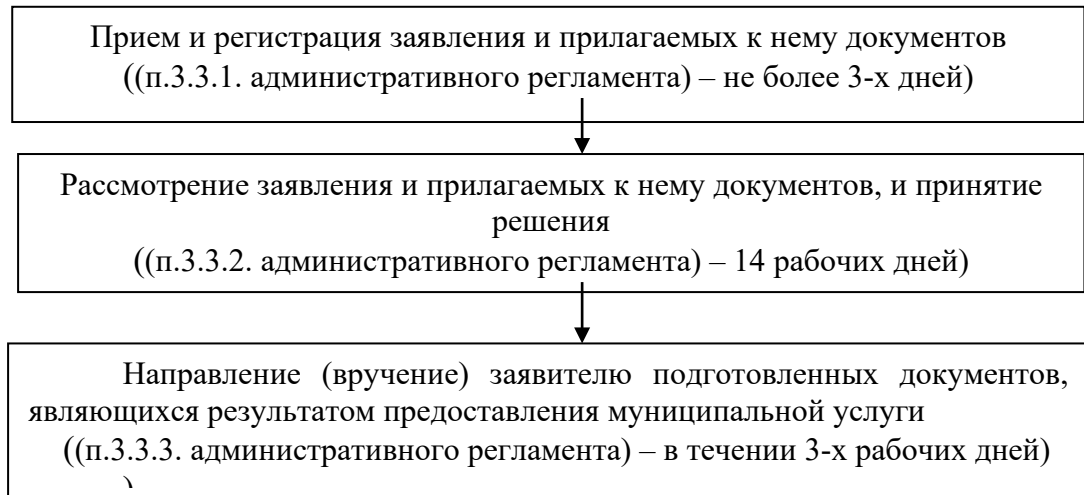 Прием и регистрация заявления и прилагаемых к нему документов
((п.3.3.1. административного регламента) – не более 3-х дней)
Рассмотрение заявления и прилагаемых к нему документов, и принятие
решения
((п.3.3.2. административного регламента) – 14 рабочих дней)
Направление (вручение) заявителю подготовленных документов,
являющихся результатом предоставления муниципальной услуги
((п.3.3.3. административного регламента) – в течении 3-х рабочих дней)
)